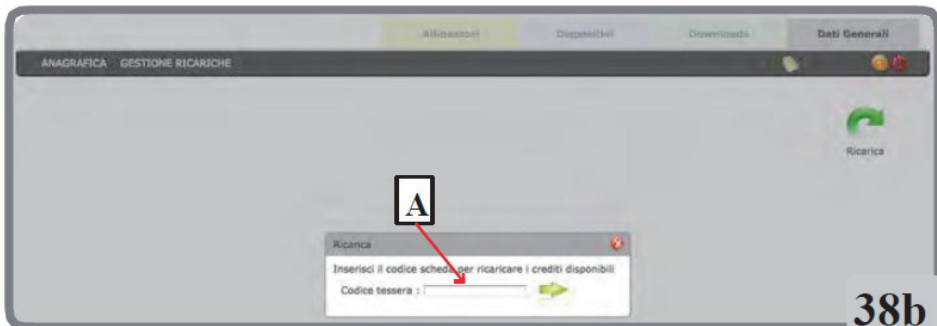 Allineatori Dispositivi Downloads Dati Generali
ANAGRAFICA GESTIONE RICARICHE
Ricarica
A
Ricarica
Inserisci il codice scheda per ricaricare i crediti disponibili
Codice tessera :
38b